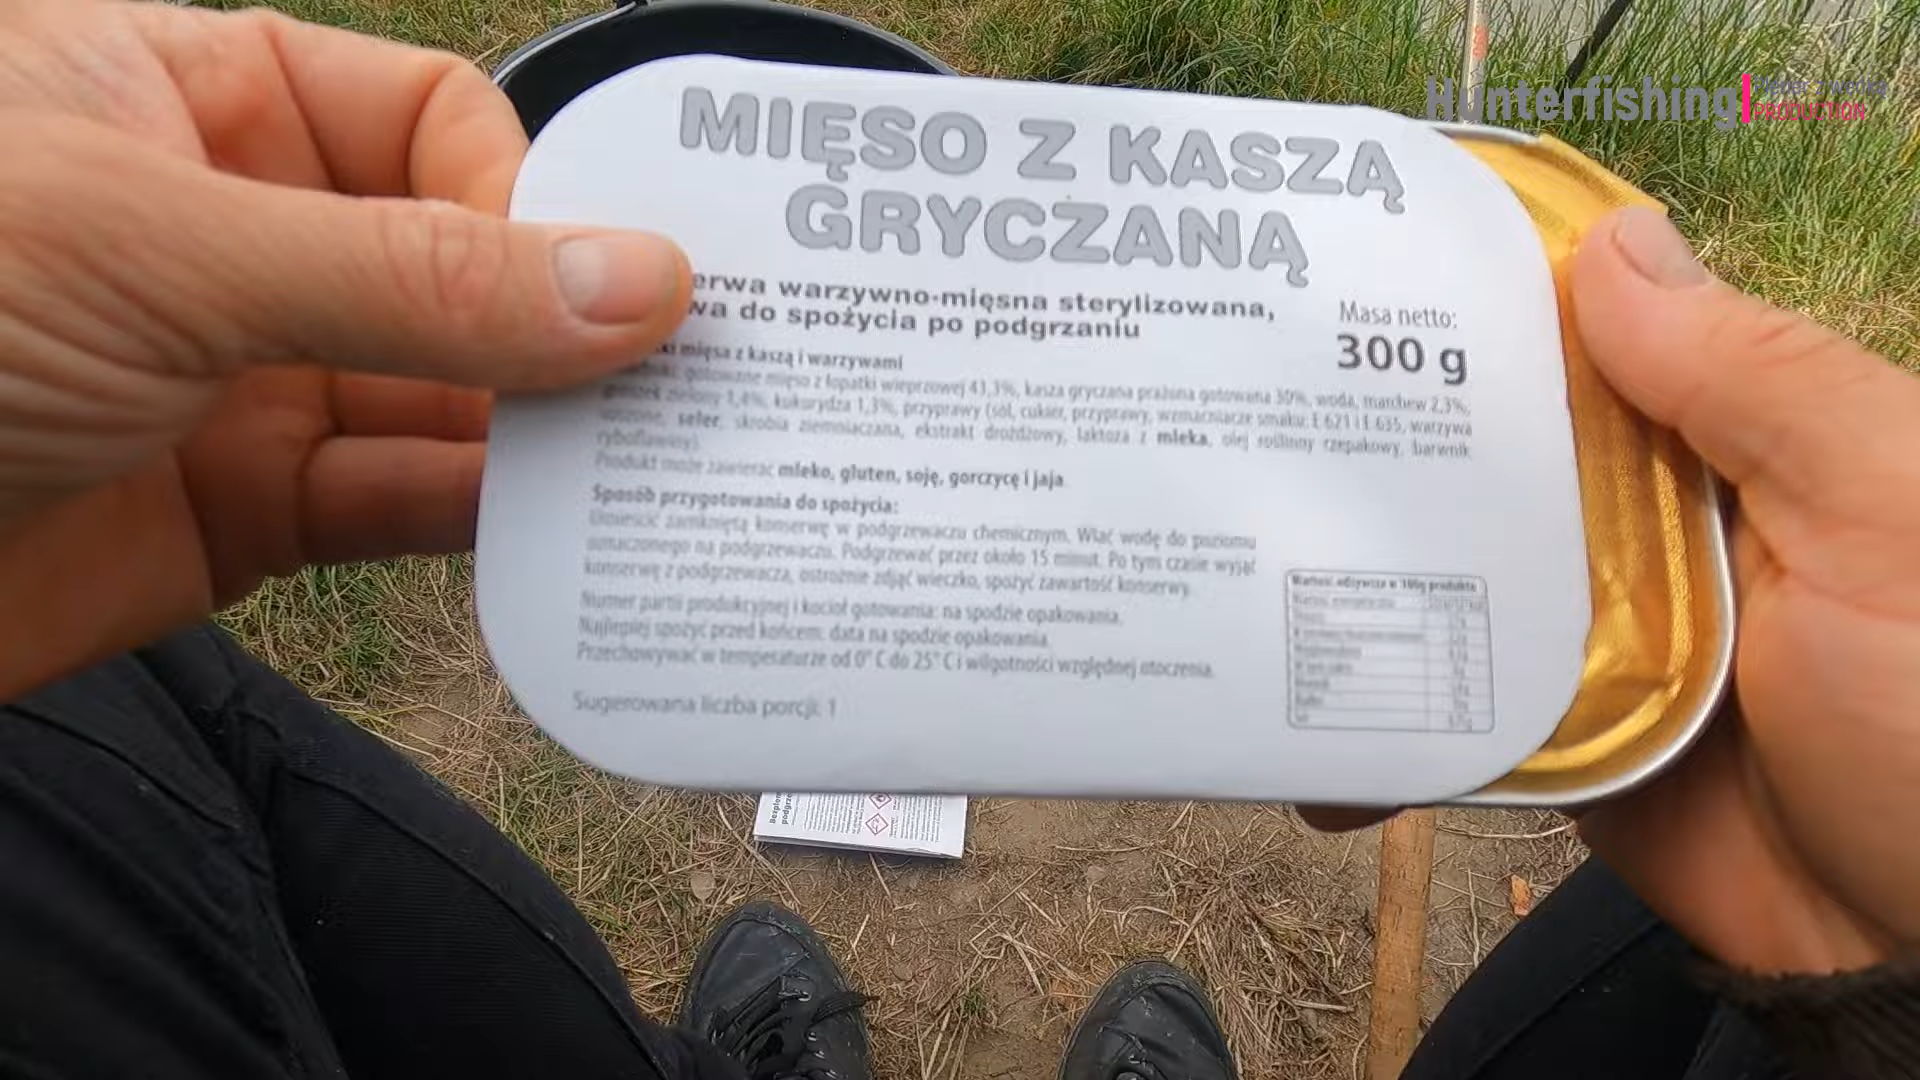 Hunterfishing
PRODUCTION
MIĘSO Z KASZĄ
GRYCZANĄ
erwa warzywno-mięsna sterylizowana,
wa do spożycia po podgrzaniu
Masa netto:
300 g
mięsa z kaszą i warzywami
gotowane mięso z łopatki wieprzowej 41,3%, kasza gryczana prażona gotowana 30%, woda, marchew 2,3%,
groszek zielony 1,4%, kukurydza 1,3%, przyprawy (sól, cukier, przyprawy, wzmacniacze smaku: E 621 i E 635, warzywa
suszone, seler, skrobia ziemniaczana, ekstrakt drożdżowy, laktoza z mleka, olej roślinny rzepakowy, barwnik
ryboflawiny).
Produkt może zawierać mleko, gluten, soję, gorczycę i jaja
Sposób przygotowania do spożycia:
Umieścić zamkniętą konserwę w podgrzewaczu chemicznym. Wlać wodę do poziomu
oznaczonego na podgrzewaczu. Podgrzewać przez około 15 minut. Po tym czasie wyjąć
konserwę z podgrzewacza, ostrożnie zdjąć wieczko, spożyć zawartość konserwy.
Numer partii produkcyjnej i kocioł gotowania: na spodzie opakowania.
Najlepiej spożyć przed końcem: data na spodzie opakowania.
Przechowywać w temperaturze od 0° C do 25° C i wilgotności względnej otoczenia.
Sugerowana liczba porcji: 1
Wartość odżywcza w 100g produktu